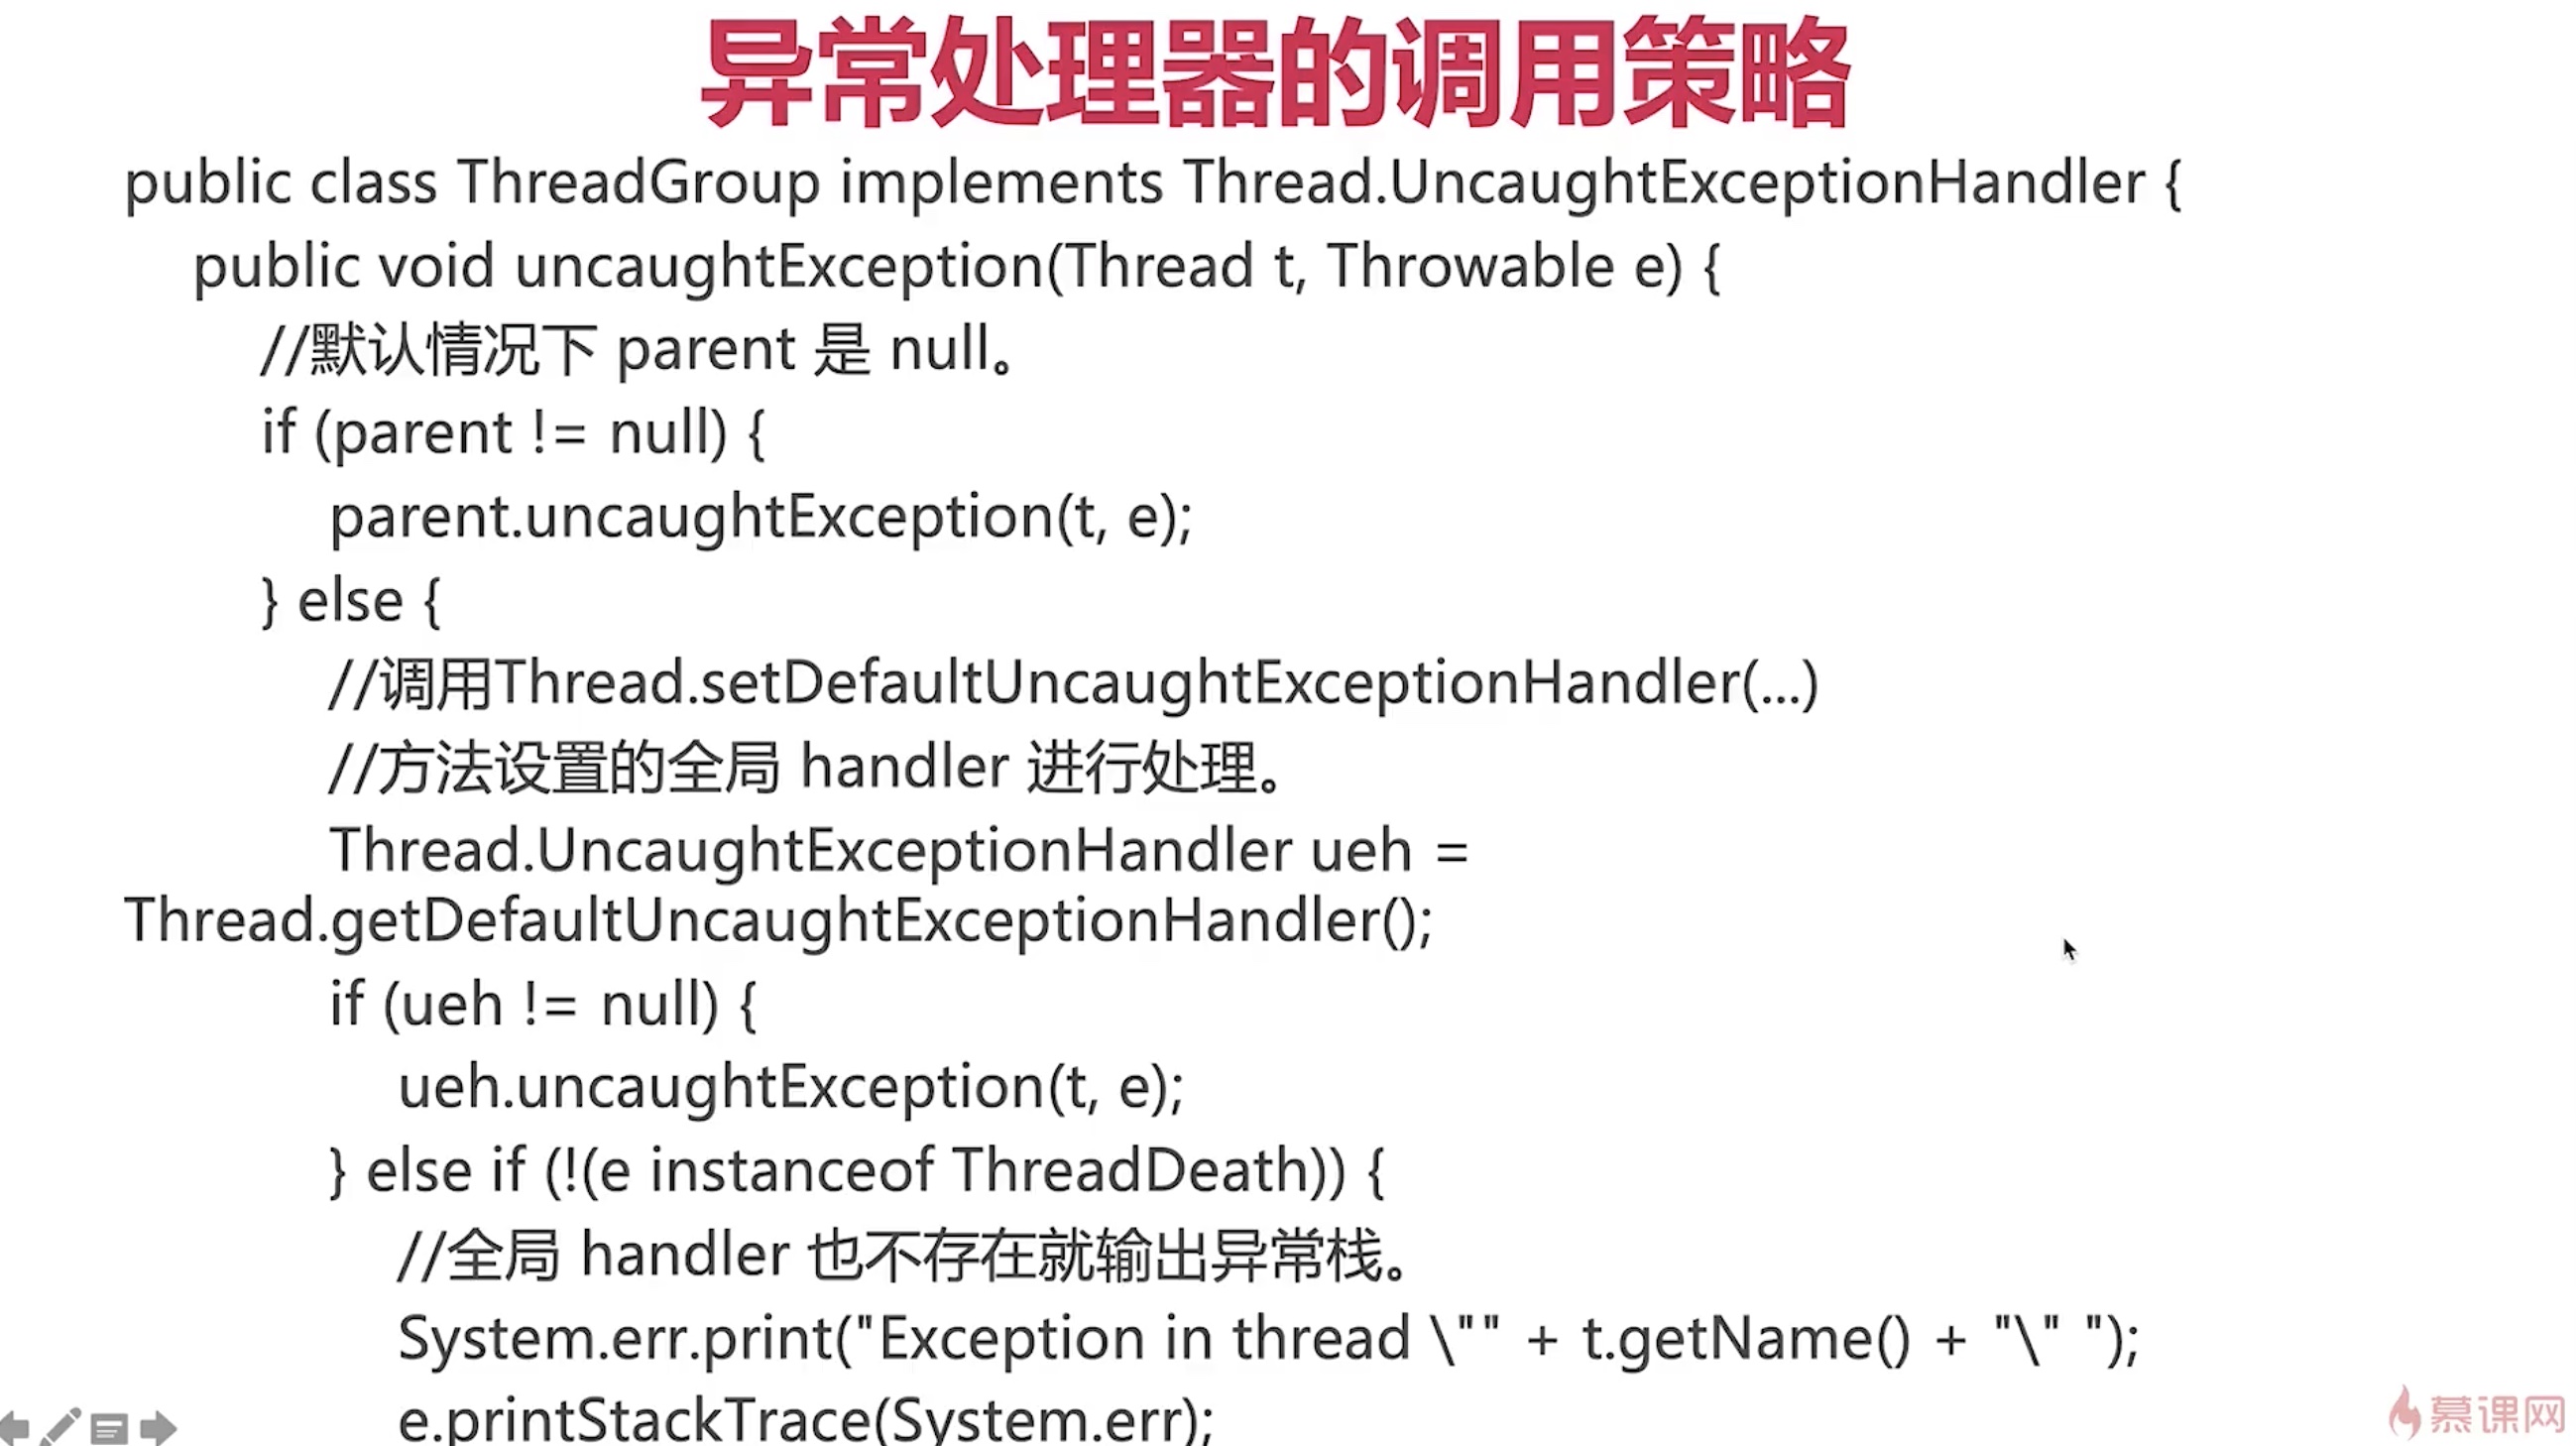 异常处理器的调用策略
public class ThreadGroup implements Thread.UncaughtExceptionHandler {
public void uncaughtException(Thread t, Throwable e) {
//默认情况下 parent 是 null。
if (parent != null) {
parent.uncaughtException(t, e);
} else {
//调用Thread.setDefaultUncaughtExceptionHandler(...)
//方法设置的全局 handler 进行处理。
Thread.UncaughtExceptionHandler ueh =
Thread.getDefaultUncaughtExceptionHandler();
if (ueh != null) {
ueh.uncaughtException(t, e);
} else if (!(e instanceof ThreadDeath)) {
//全局 handler 也不存在就输出异常栈。
System.err.print("Exception in thread \"" + t.getName() + "\" ");
e.printStackTrace(System.err);
慕课网